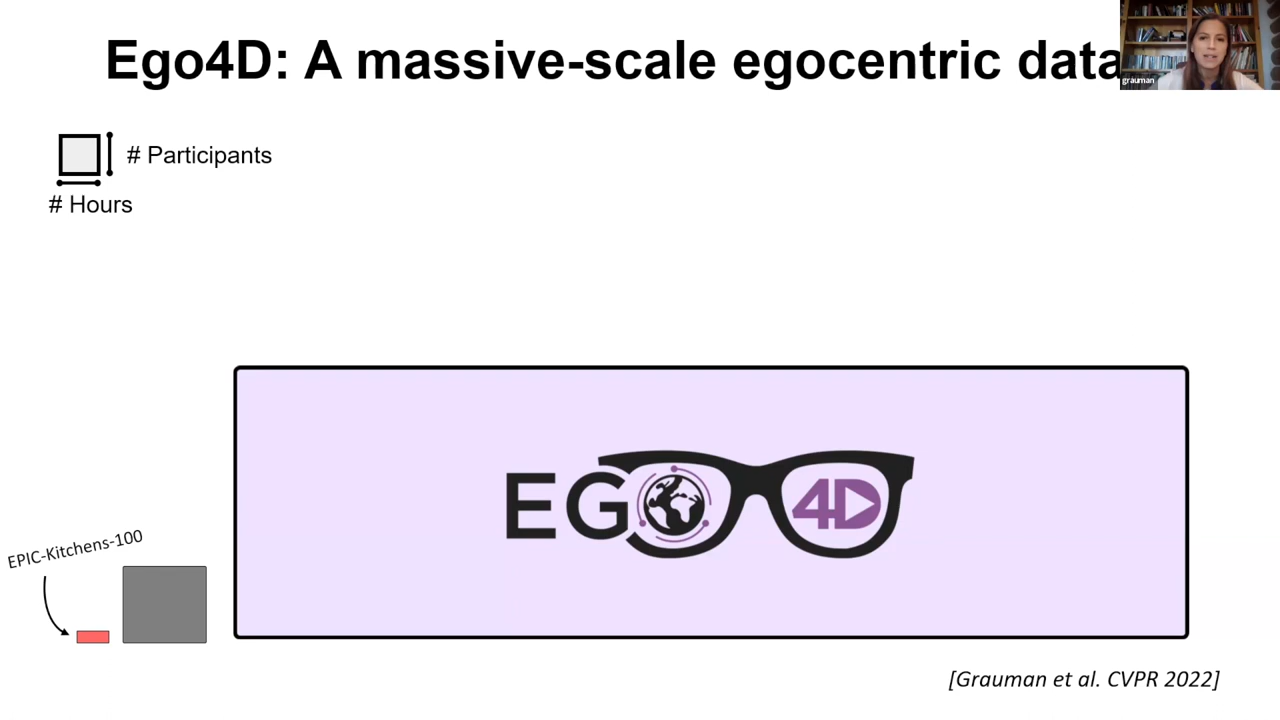 Ego4D: A massive-scale egocentric data
grauman
# Participants
# Hours
EGO 4D
EPIC-Kitchens-100
[Grauman et al. CVPR 2022]